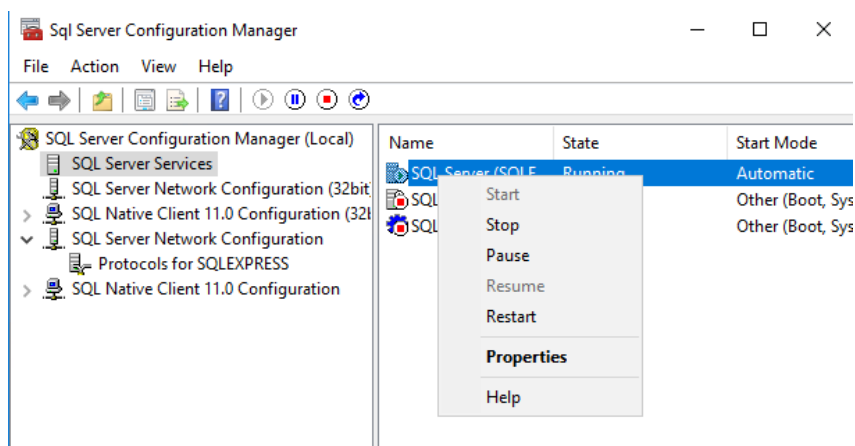 Sql Server Configuration Manager
File Action View Help
SQL Server Configuration Manager (Local)
SQL Server Services
SQL Server Network Configuration (32bit
SQL Native Client 11.0 Configuration (32
SQL Server Network Configuration
Protocols for SQLEXPRESS
SQL Native Client 11.0 Configuration
Name State Start Mode
SQL Server (SQLE Running Automatic
SQL Other (Boot, Sys
SQL Other (Boot, Sys
Start
Stop
Pause
Resume
Restart
Properties
Help